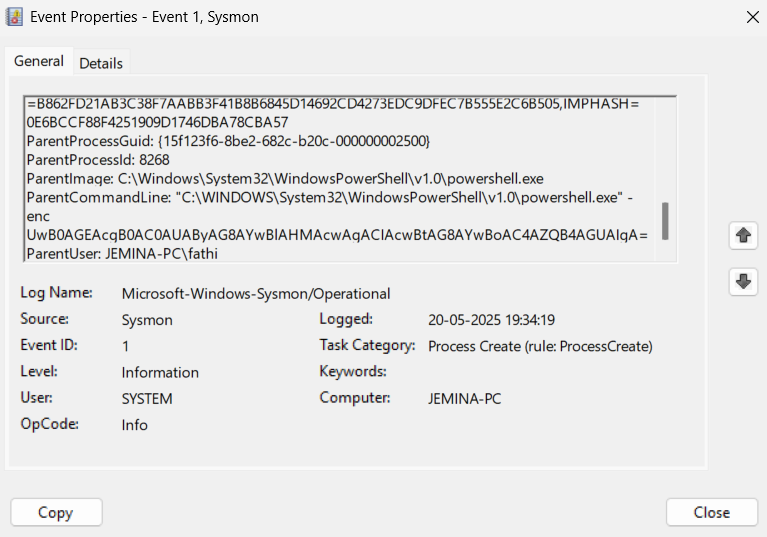 Event Properties - Event 1, Sysmon
General
Details
=B862FD21AB3C38F7AABB3F41B8B6845D14692CD4273EDC9DFEC7B555E2C6B505,IMPHASH=
0E6BCCF88F4251909D1746DBA78CBA57
ParentProcessGuid: {15f123f6-8be2-682c-b20c-000000002500}
ParentProcessId: 8268
ParentImage: C:\Windows\System32\WindowsPowerShell\v1.0\powershell.exe
ParentCommandLine: "C:\WINDOWS\System32\WindowsPowerShell\v1.0\powershell.exe" -
enc
UwB0AGEAcgB0AC0AUAByAG8AYwBlAHMAcwAgACIAcwBtAG8AYwBoAC4AZQB4AGUAIgA=
ParentUser: JEMINA-PC\fathi
Log Name: Microsoft-Windows-Sysmon/Operational
Source: Sysmon Logged: 20-05-2025 19:34:19
Event ID: 1 Task Category: Process Create (rule: ProcessCreate)
Level: Information Keywords:
User: SYSTEM Computer: JEMINA-PC
OpCode: Info
Copy
Close